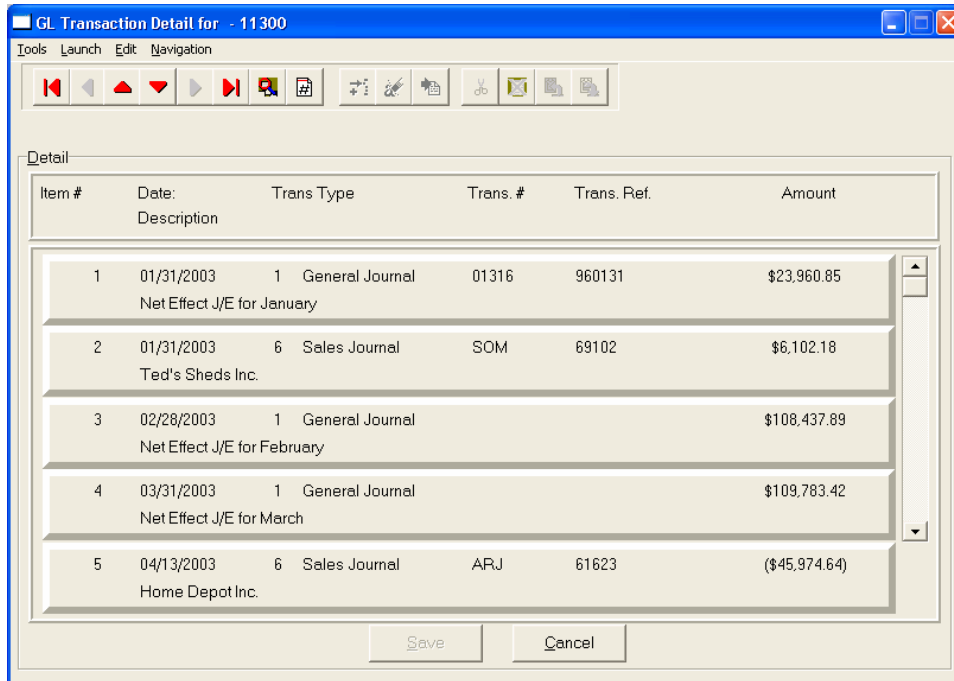 GL Transaction Detail for - 11300
Tools Launch Edit Navigation
Detail
Item # Date: Trans Type Trans. # Trans. Ref. Amount
Description
1 01/31/2003 1 General Journal 01316 960131 $23,960.85
Net Effect J/E for January
2 01/31/2003 6 Sales Journal SOM 69102 $6,102.18
Ted's Sheds Inc.
3 02/28/2003 1 General Journal $108,437.89
Net Effect J/E for February
4 03/31/2003 1 General Journal $109,783.42
Net Effect J/E for March
5 04/13/2003 6 Sales Journal ARJ 61623 ($45,974.64)
Home Depot Inc.
Save Cancel